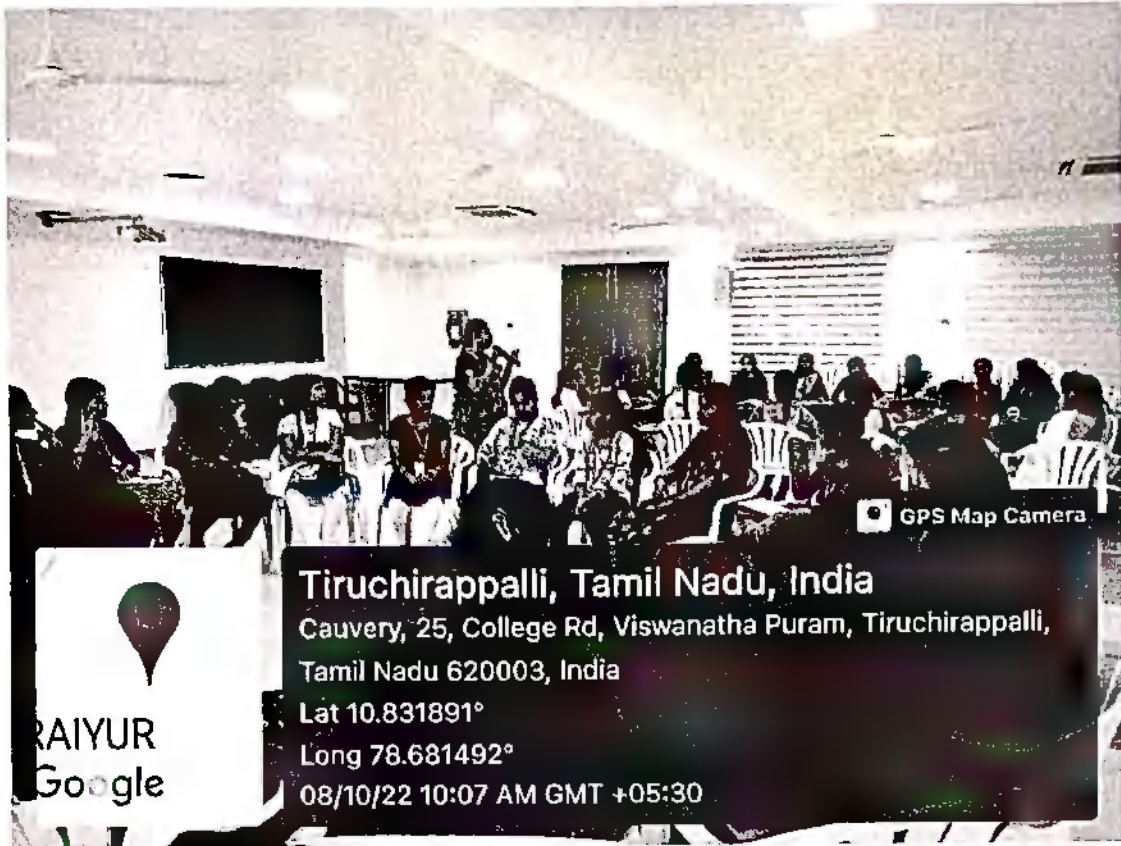 GPS Map Camera
Tiruchirappalli, Tamil Nadu, India
Cauvery, 25, College Rd, Viswanatha Puram, Tiruchirappalli,
Tamil Nadu 620003, India
Lat 10.831891°
Long 78.681492°
08/10/22 10:07 AM GMT +05:30
RAIYUR
Google